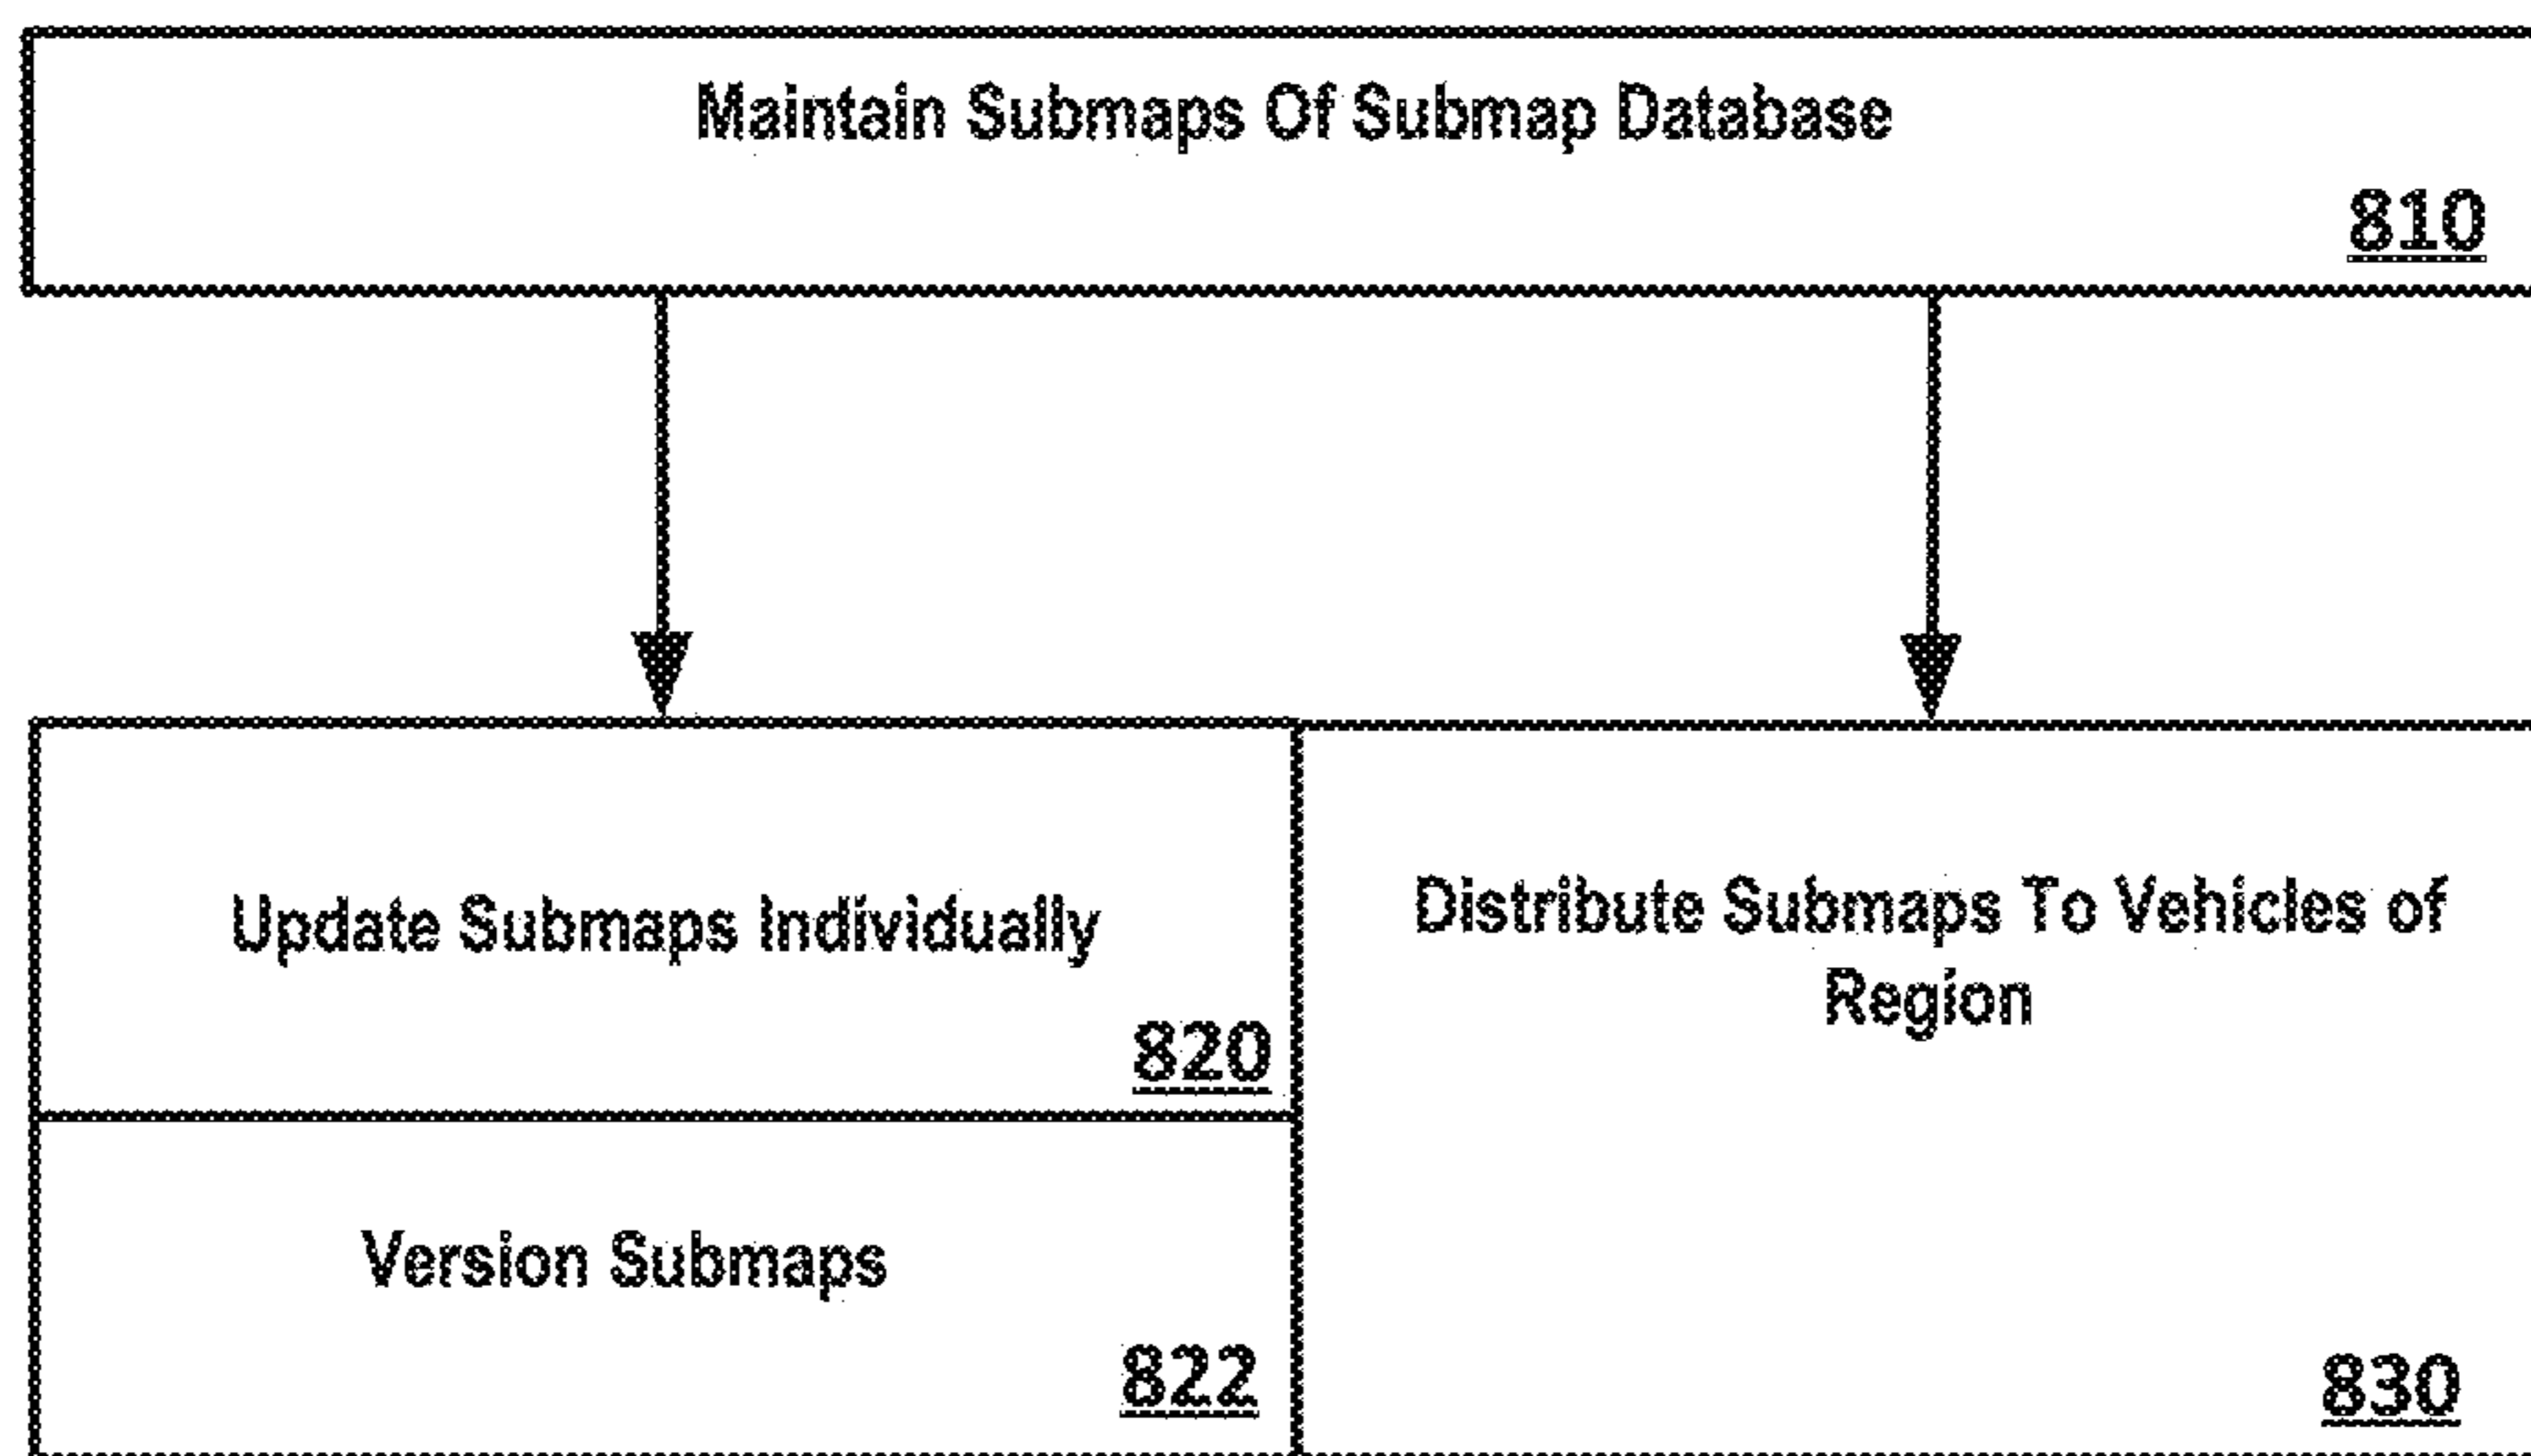 Maintain Submaps Of Submap Database
810
Update Submaps Individually
820
Version Submaps
822
Distribute Submaps To Vehicles of
Region
830